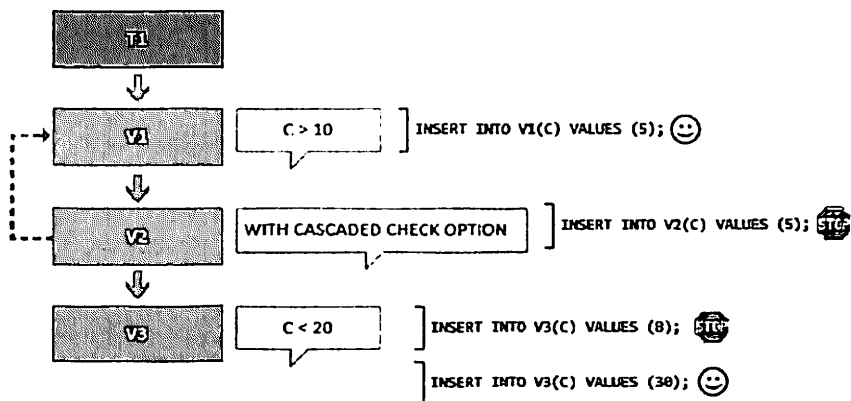 T1
V1
C > 10
INSERT INTO V1(C) VALUES (5);
V2
WITH CASCADED CHECK OPTION
INSERT INTO V2(C) VALUES (5);
STOP
V3
C < 20
INSERT INTO V3(C) VALUES (8);
STOP
INSERT INTO V3(C) VALUES (30);